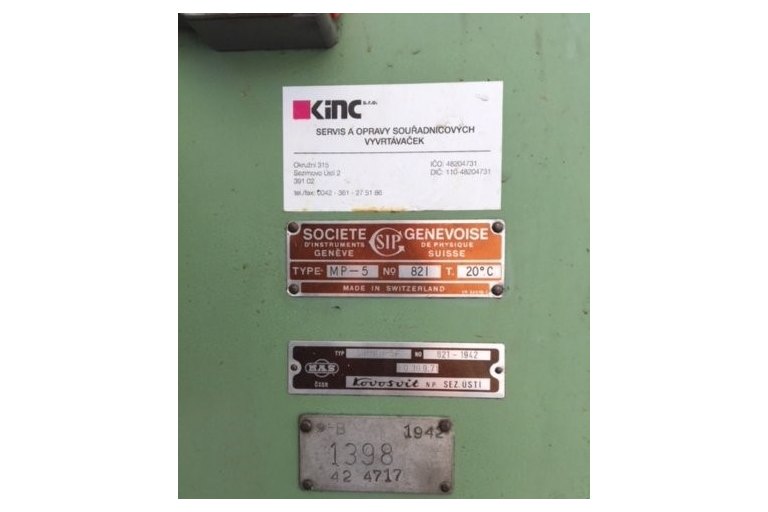 KINC s.r.o.
SERVIS A OPRAVY SOUŘADNICOVÝCH
VYVRTÁVAČEK
Okružní 315
Sezimovo Ústí 2
391 02
tel./fax: 0042 - 361 - 27 51 86
IČO: 48204731
DIČ: 110-48204731
SOCIETE SIP GENEVOISE
D'INSTRUMENTS DE PHYSIQUE
GENÈVE SUISSE
TYPE MP-5 Nº 821 T. 20°C
MADE IN SWITZERLAND
TYP NO 821-1942
MAS
ČSSR Kovosvit N.P. SEZ. ÚSTÍ
1942
1398
42 4717